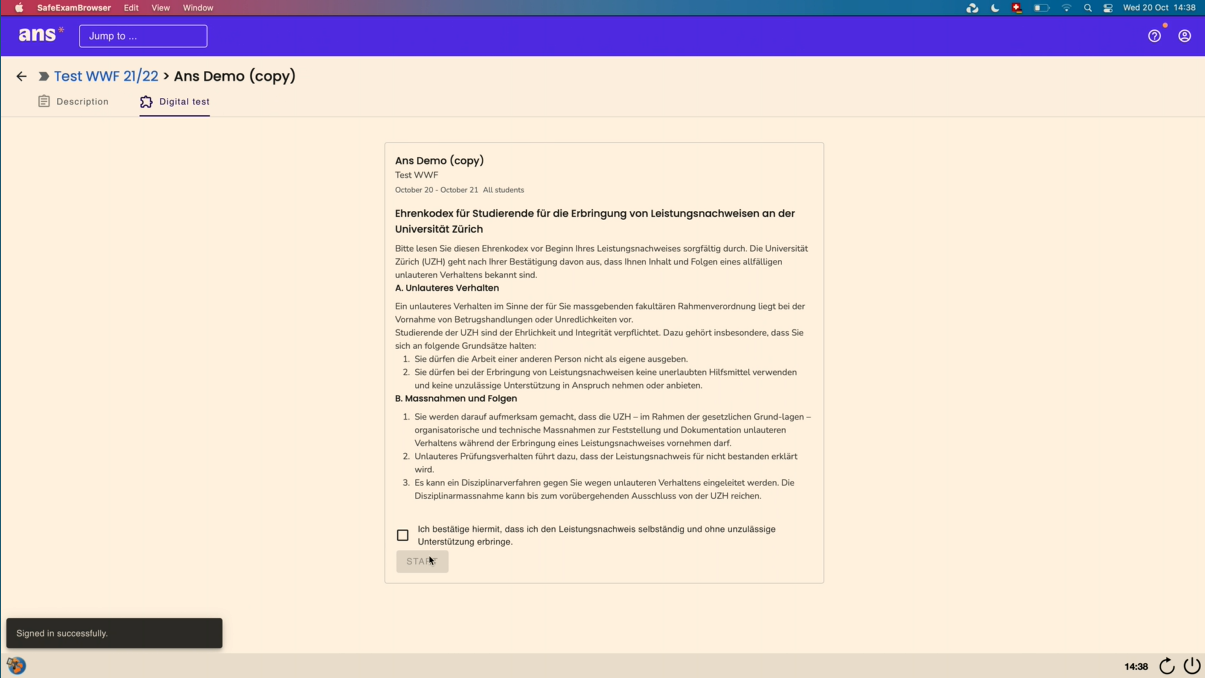 SafeExamBrowser Edit View Window Wed 20 Oct 14:38
ans* Jump to ...
Test WWF 21/22 > Ans Demo (copy)
Description Digital test
Ans Demo (copy)
Test WWF
October 20 - October 21 All students
Ehrenkodex für Studierende für die Erbringung von Leistungsnachweisen an der
Universität Zürich
Bitte lesen Sie diesen Ehrenkodex vor Beginn Ihres Leistungsnachweises sorgfältig durch. Die Universität
Zürich (UZH) geht nach Ihrer Bestätigung davon aus, dass Ihnen Inhalt und Folgen eines allfälligen
unlauteren Verhaltens bekannt sind.
A. Unlauteres Verhalten
Ein unlauteres Verhalten im Sinne der für Sie massgebenden fakultären Rahmenverordnung liegt bei der
Vornahme von Betrugshandlungen oder Unredlichkeiten vor.
Studierende der UZH sind der Ehrlichkeit und Integrität verpflichtet. Dazu gehört insbesondere, dass Sie
sich an folgende Grundsätze halten:
1. Sie dürfen die Arbeit einer anderen Person nicht als eigene ausgeben.
2. Sie dürfen bei der Erbringung von Leistungsnachweisen keine unerlaubten Hilfsmittel verwenden
und keine unzulässige Unterstützung in Anspruch nehmen oder anbieten.
B. Massnahmen und Folgen
1. Sie werden darauf aufmerksam gemacht, dass die UZH – im Rahmen der gesetzlichen Grund-lagen –
organisatorische und technische Massnahmen zur Feststellung und Dokumentation unlauteren
Verhaltens während der Erbringung eines Leistungsnachweises vornehmen darf.
2. Unlauteres Prüfungsverhalten führt dazu, dass der Leistungsnachweis für nicht bestanden erklärt
wird.
3. Es kann ein Disziplinarverfahren gegen Sie wegen unlauteren Verhaltens eingeleitet werden. Die
Disziplinarmassnahme kann bis zum vorübergehenden Ausschluss von der UZH reichen.
Ich bestätige hiermit, dass ich den Leistungsnachweis selbständig und ohne unzulässige
Unterstützung erbringe.
START
Signed in successfully.
14:38